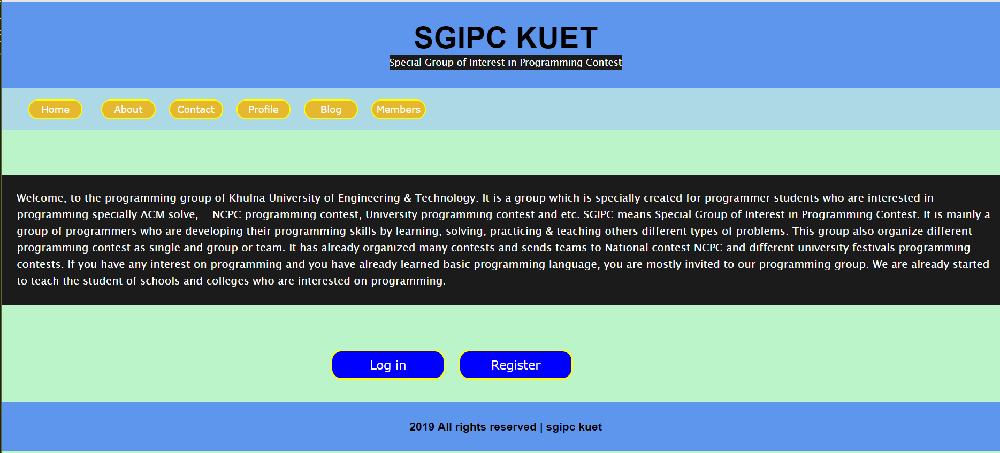 SGIPC KUET
Special Group of Interest in Programming Contest
Home About Contact Profile Blog Members
Welcome, to the programming group of Khulna University of Engineering & Technology. It is a group which is specially created for programmer students who are interested in
programming specially ACM solve, NCPC programming contest, University programming contest and etc. SGIPC means Special Group of Interest in Programming Contest. It is mainly a
group of programmers who are developing their programming skills by learning, solving, practicing & teaching others different types of problems. This group also organize different
programming contest as single and group or team. It has already organized many contests and sends teams to National contest NCPC and different university festivals programming
contests. If you have any interest on programming and you have already learned basic programming language, you are mostly invited to our programming group. We are already started
to teach the student of schools and colleges who are interested on programming.
Log in Register
2019 All rights reserved | sgipc kuet